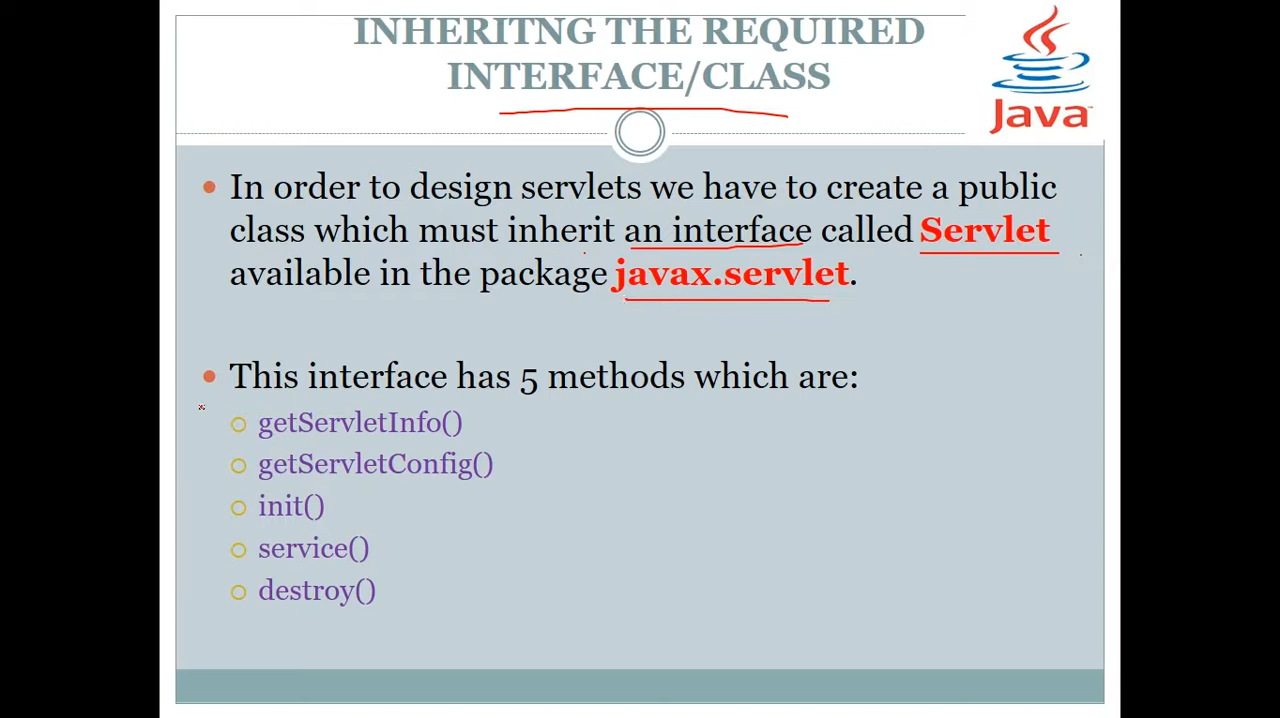 INHERITNG THE REQUIRED
INTERFACE/CLASS
Java™
• In order to design servlets we have to create a public
class which must inherit an interface called Servlet
available in the package javax.servlet.
• This interface has 5 methods which are:
○ getServletInfo()
○ getServletConfig()
○ init()
○ service()
○ destroy()